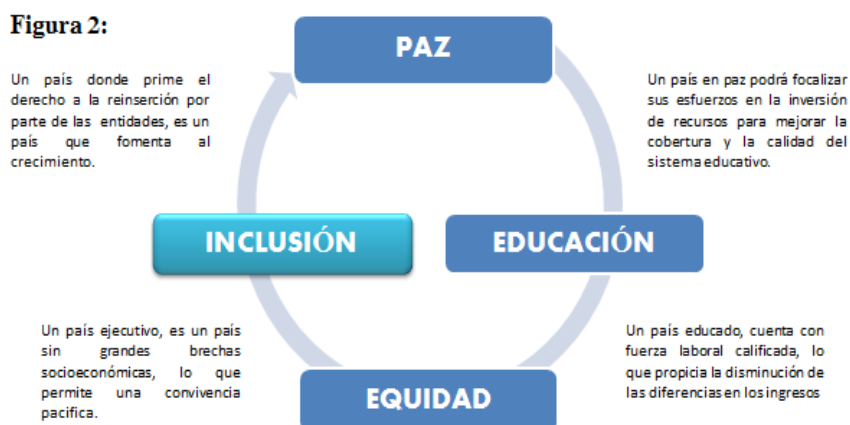 Figura 2:
PAZ
Un país donde prime el
derecho a la reinserción por
parte de las entidades, es un
país que fomenta al
crecimiento.
Un país en paz podrá focalizar
sus esfuerzos en la inversión
de recursos para mejorar la
cobertura y la calidad del
sistema educativo.
INCLUSIÓN
EDUCACIÓN
Un país ejecutivo, es un país
sin grandes brechas
socioeconómicas, lo que
permite una convivencia
pacifica.
Un país educado, cuenta con
fuerza laboral calificada, lo
que propicia la disminución de
las diferencias en los ingresos
EQUIDAD